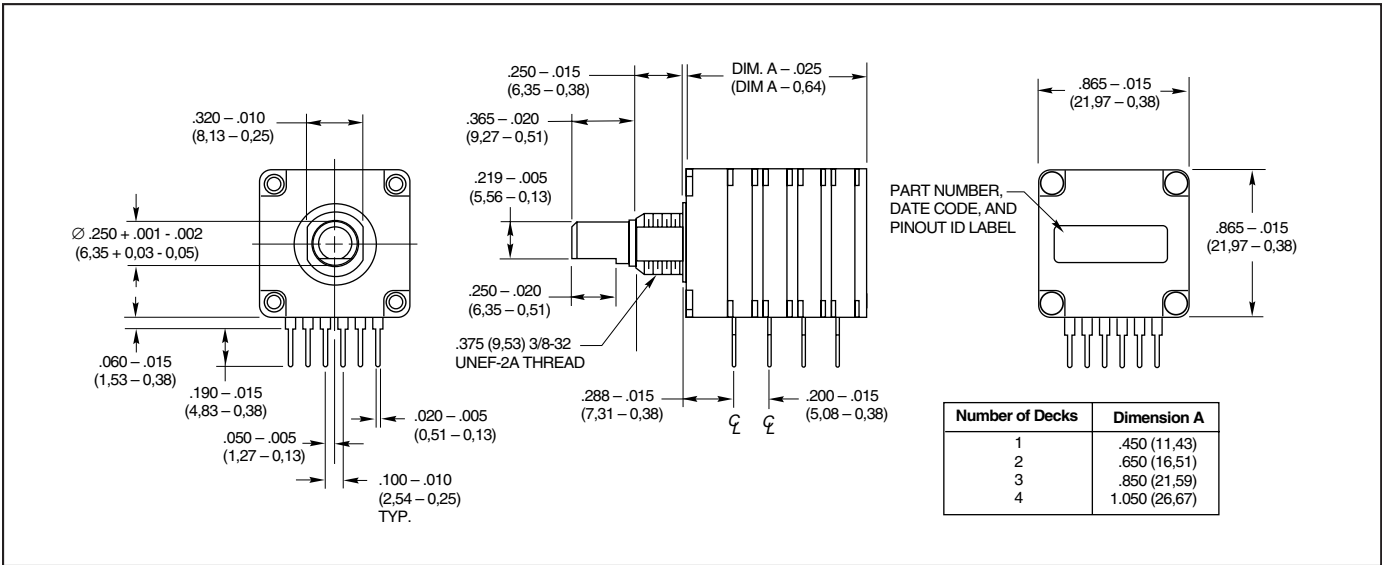 .320 – .010
(8,13 – 0,25)
∅ .250 + .001 - .002
(6,35 + 0,03 - 0,05)
.060 – .015
(1,53 – 0,38)
.190 – .015
(4,83 – 0,38)
.050 – .005
(1,27 – 0,13)
.020 – .005
(0,51 – 0,13)
.100 – .010
(2,54 – 0,25)
TYP.
.250 – .015
(6,35 – 0,38)
DIM. A – .025
(DIM A – 0,64)
.365 – .020
(9,27 – 0,51)
.219 – .005
(5,56 – 0,13)
.250 – .020
(6,35 – 0,51)
.375 (9,53) 3/8-32
UNEF-2A THREAD
.288 – .015
(7,31 – 0,38)
℄ ℄
.200 – .015
(5,08 – 0,38)
.865 – .015
(21,97 – 0,38)
PART NUMBER,
DATE CODE, AND
PINOUT ID LABEL
.865 – .015
(21,97 – 0,38)
Number of Decks Dimension A
1 .450 (11,43)
2 .650 (16,51)
3 .850 (21,59)
4 1.050 (26,67)